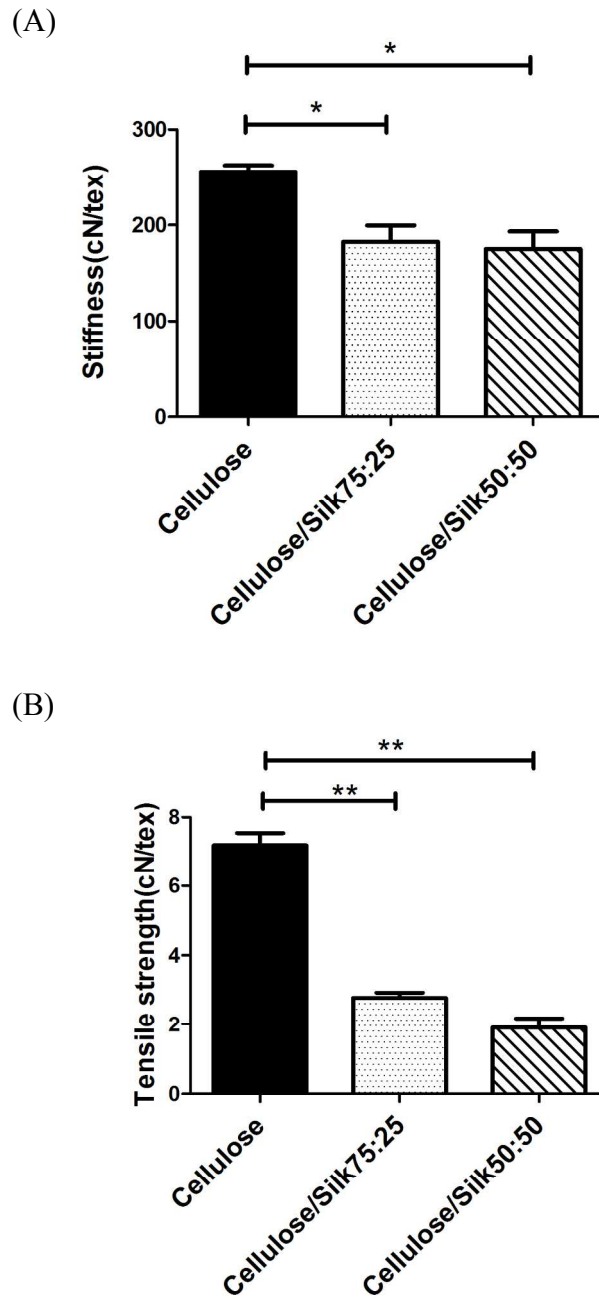 (A)
*
*
300
200
100
0
Stiffness(cN/tex)
Cellulose
Cellulose/Silk75:25
Cellulose/Silk50:50
(B)
**
**
8
6
4
2
0
Tensile strength(cN/tex)
Cellulose
Cellulose/Silk75:25
Cellulose/Silk50:50